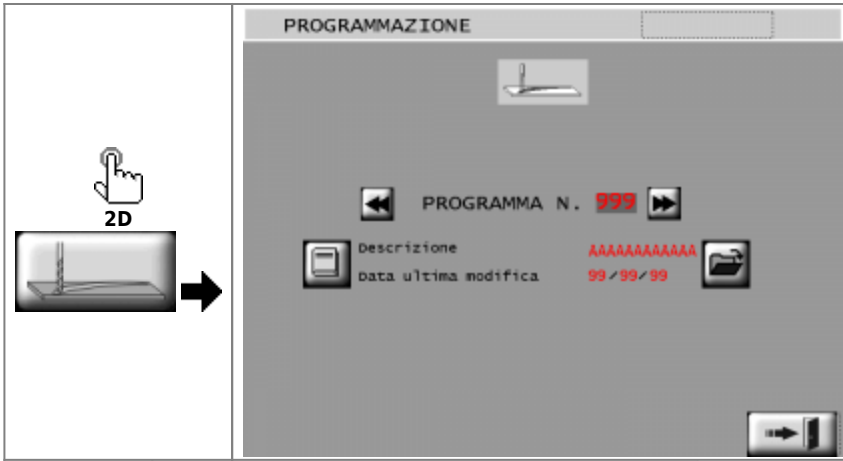 PROGRAMMAZIONE
2D
PROGRAMMA N. 999
Descrizione AAAAAAAAAAAA
Data ultima modifica 99/99/99